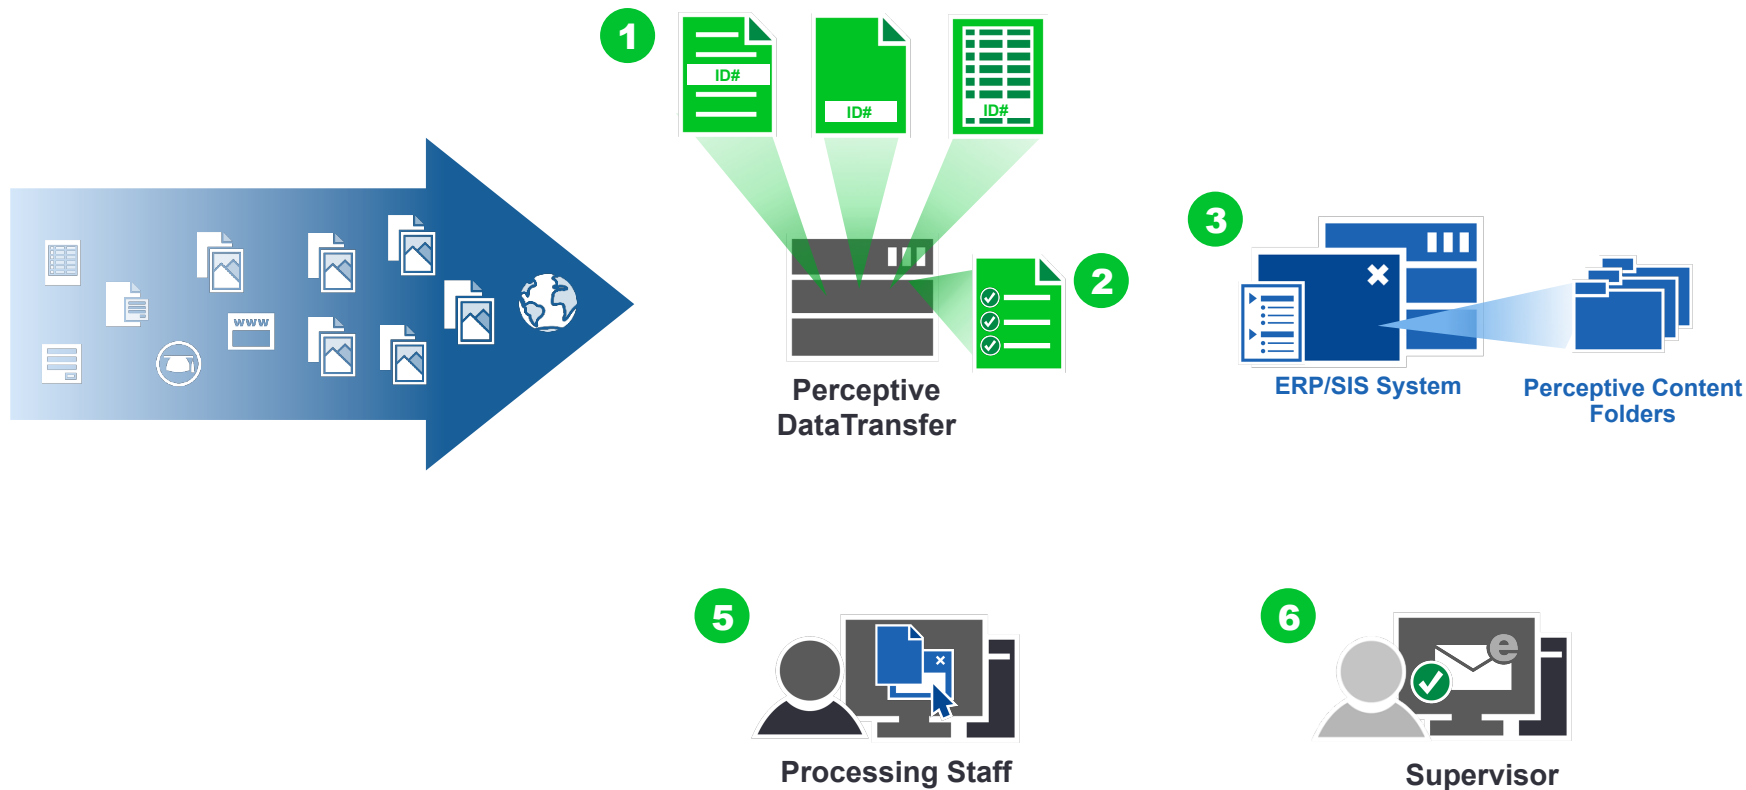 1
ID#
ID#
ID#
www
2
3
Perceptive
DataTransfer
ERP/SIS System
Perceptive Content
Folders
5
6
e
Processing Staff
Supervisor